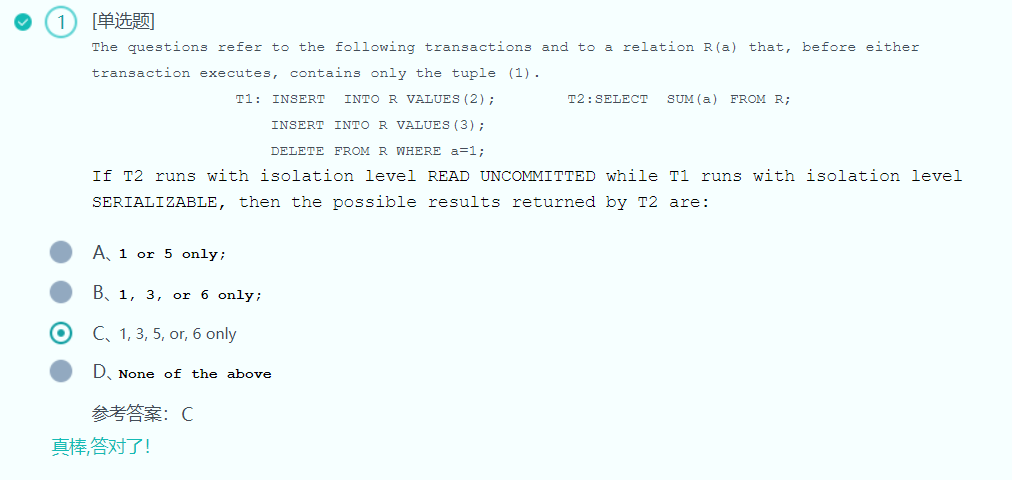 1 [单选题]
The questions refer to the following transactions and to a relation R(a) that, before either
transaction executes, contains only the tuple (1).
T1: INSERT  INTO R VALUES(2);        T2:SELECT  SUM(a) FROM R;
INSERT INTO R VALUES(3);
DELETE FROM R WHERE a=1;
If T2 runs with isolation level READ UNCOMMITTED while T1 runs with isolation level
SERIALIZABLE, then the possible results returned by T2 are:
A、1 or 5 only;
B、1, 3, or 6 only;
C、1, 3, 5, or, 6 only
D、None of the above
参考答案：C
真棒,答对了!